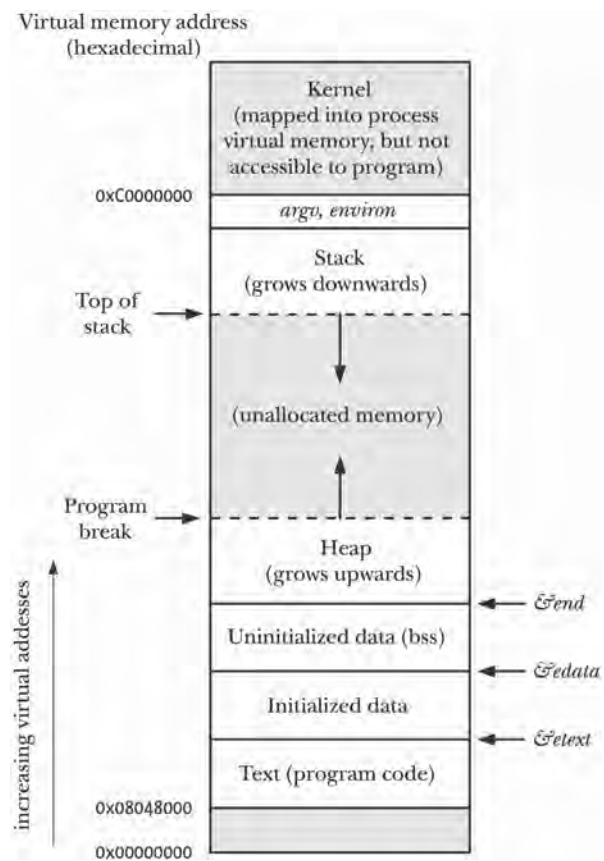 Virtual memory address
(hexadecimal)
Kernel
(mapped into process
virtual memory, but not
accessible to program)
0xC0000000
argv, environ
Stack
(grows downwards)
Top of
stack
(unallocated memory)
Program
break
Heap
(grows upwards)
&end
Uninitialized data (bss)
&edata
Initialized data
&etext
Text (program code)
0x08048000
0x00000000
increasing virtual addesses